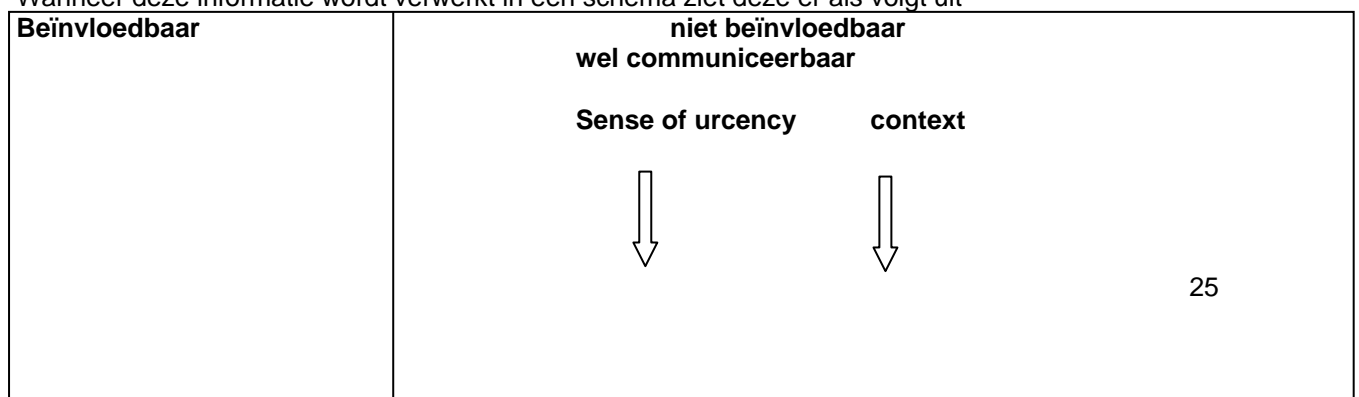 Wanneer deze informatie wordt verwerkt in een schema ziet deze er als volgt uit
Beïnvloedbaar niet beïnvloedbaar
wel communiceerbaar
Sense of urcency context
25